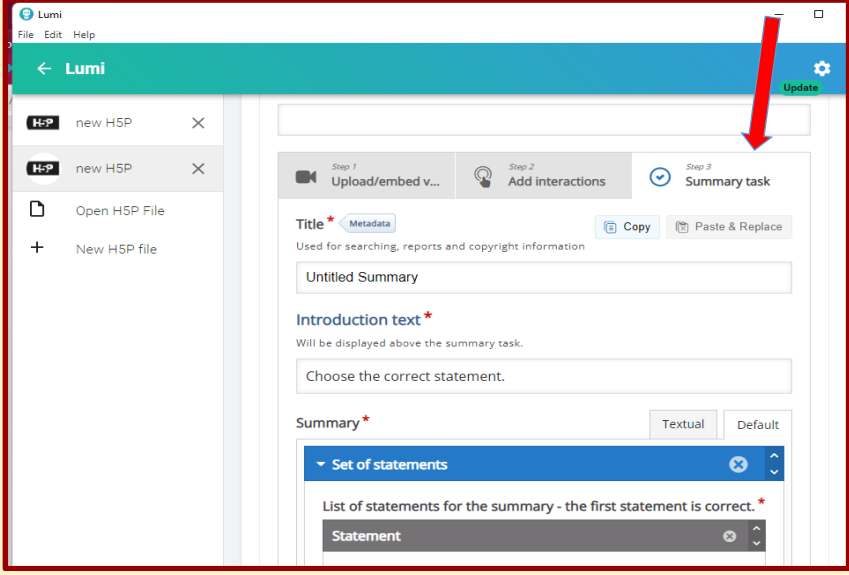 Lumi
File Edit Help
Lumi
Update
H5P new H5P
H5P new H5P
Open H5P File
New H5P file
Step 1
Upload/embed v...
Step 2
Add interactions
Step 3
Summary task
Title * Metadata
Copy
Paste & Replace
Used for searching, reports and copyright information
Untitled Summary
Introduction text *
Will be displayed above the summary task.
Choose the correct statement.
Summary *
Textual
Default
Set of statements
List of statements for the summary - the first statement is correct. *
Statement